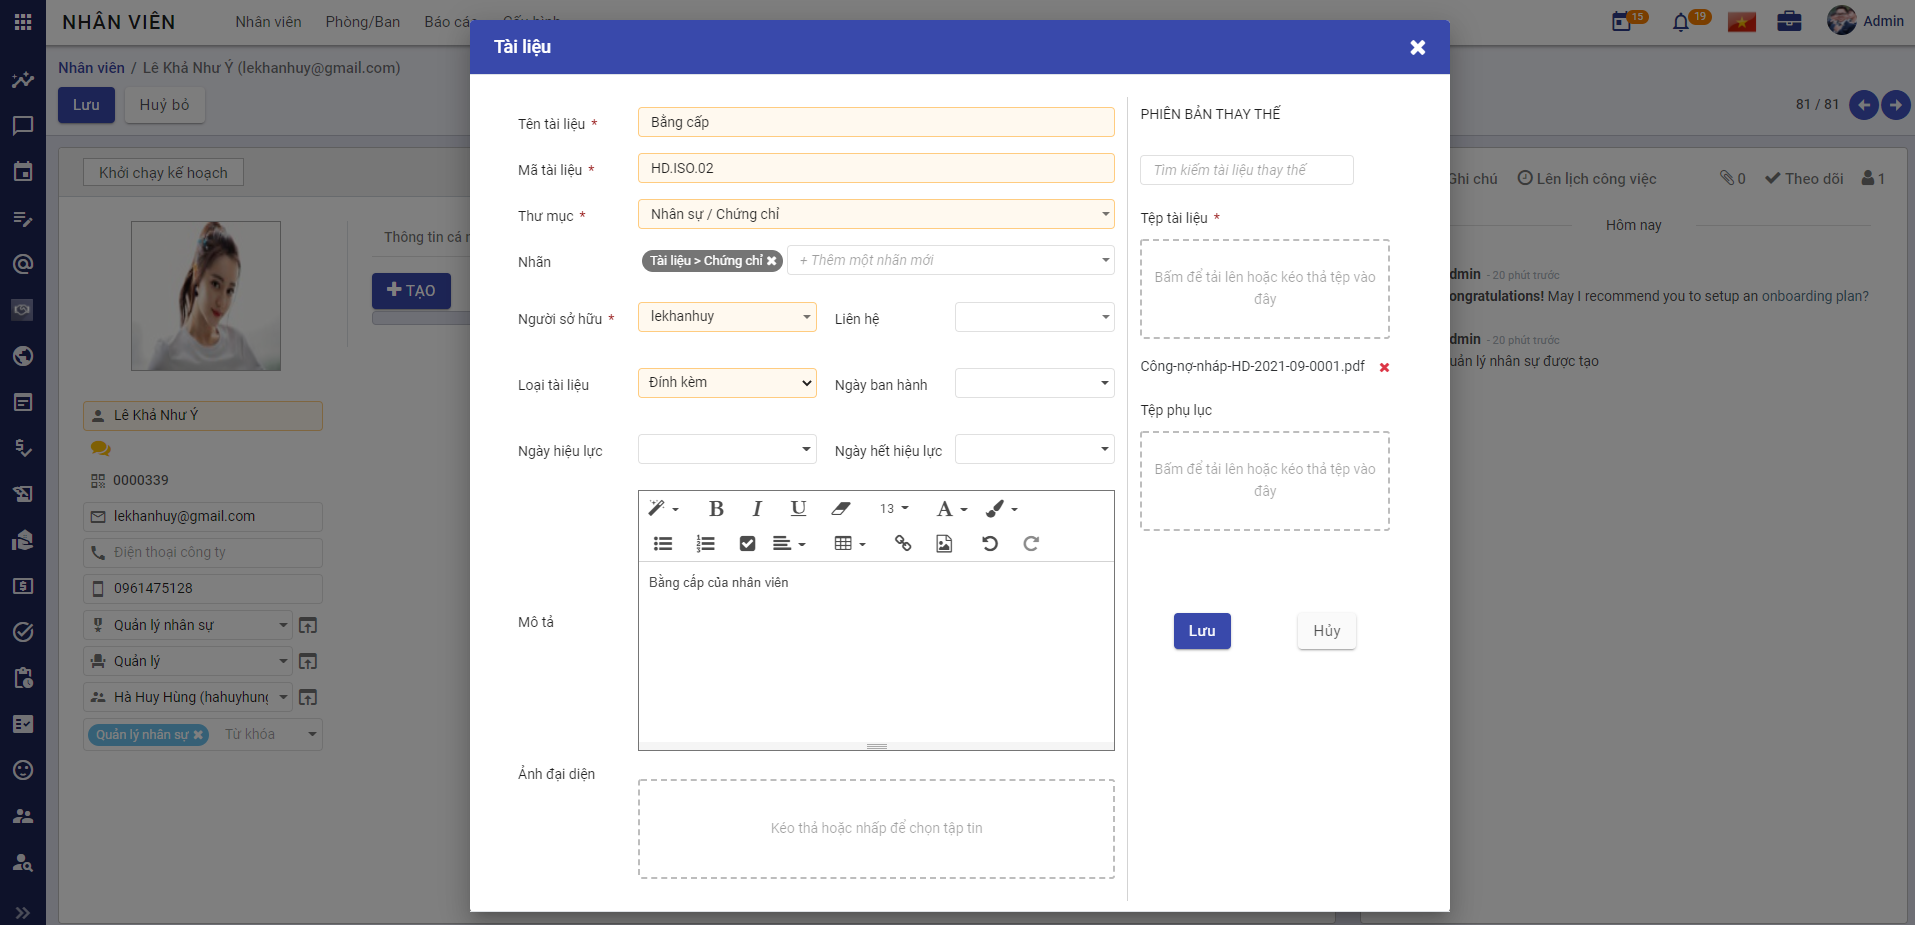 NHÂN VIÊN
Nhân viên Phòng/Ban Báo cáo Cấu hình
15
19
Admin
Nhân viên / Lê Khả Như Ý (lekhanhuy@gmail.com)
Lưu Huỷ bỏ
81 / 81
Khởi chạy kế hoạch
Thông tin cá n
TẠO
Lê Khả Như Ý
0000339
lekhanhuy@gmail.com
Điện thoại công ty
0961475128
Quản lý nhân sự
Quản lý
Hà Huy Hùng (hahuyhung
Quản lý nhân sự Từ khóa
Tài liệu
Tên tài liệu * Bằng cấp
Mã tài liệu * HD.ISO.02
Thư mục * Nhân sự / Chứng chỉ
Nhãn Tài liệu > Chứng chỉ + Thêm một nhãn mới
Người sở hữu * lekhanhuy Liên hệ
Loại tài liệu Đính kèm Ngày ban hành
Ngày hiệu lực Ngày hết hiệu lực
B I U 13 A
Mô tả
Bằng cấp của nhân viên
Ảnh đại diện
Kéo thả hoặc nhấp để chọn tập tin
PHIÊN BẢN THAY THẾ
Tìm kiếm tài liệu thay thế
Tệp tài liệu *
Bấm để tải lên hoặc kéo thả tệp vào
đây
Công-nợ-nháp-HD-2021-09-0001.pdf
Tệp phụ lục
Bấm để tải lên hoặc kéo thả tệp vào
đây
Lưu Hủy
Ghi chú Lên lịch công việc 0 Theo dõi 1
Hôm nay
dmin - 20 phút trước
ongratulations! May I recommend you to setup an onboarding plan?
dmin - 20 phút trước
uản lý nhân sự được tạo